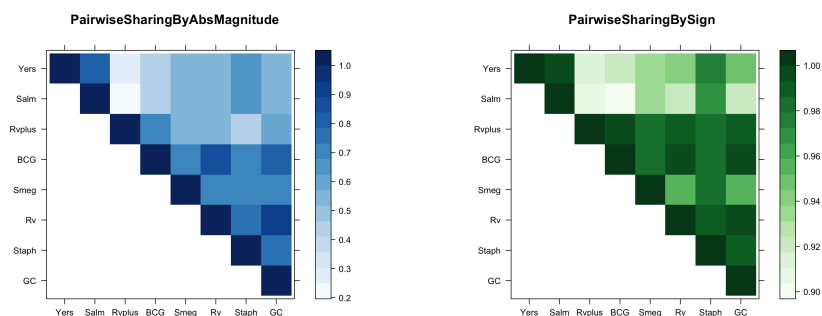 PairwiseSharingByAbsMagnitude
Yers
Salm
Rvplus
BCG
Smeg
Rv
Staph
GC
Yers Salm Rvplus BCG Smeg Rv Staph GC
1.0
0.9
0.8
0.7
0.6
0.5
0.4
0.3
0.2
PairwiseSharingBySign
Yers
Salm
Rvplus
BCG
Smeg
Rv
Staph
GC
Yers Salm Rvplus BCG Smeg Rv Staph GC
1.00
0.98
0.96
0.94
0.92
0.90